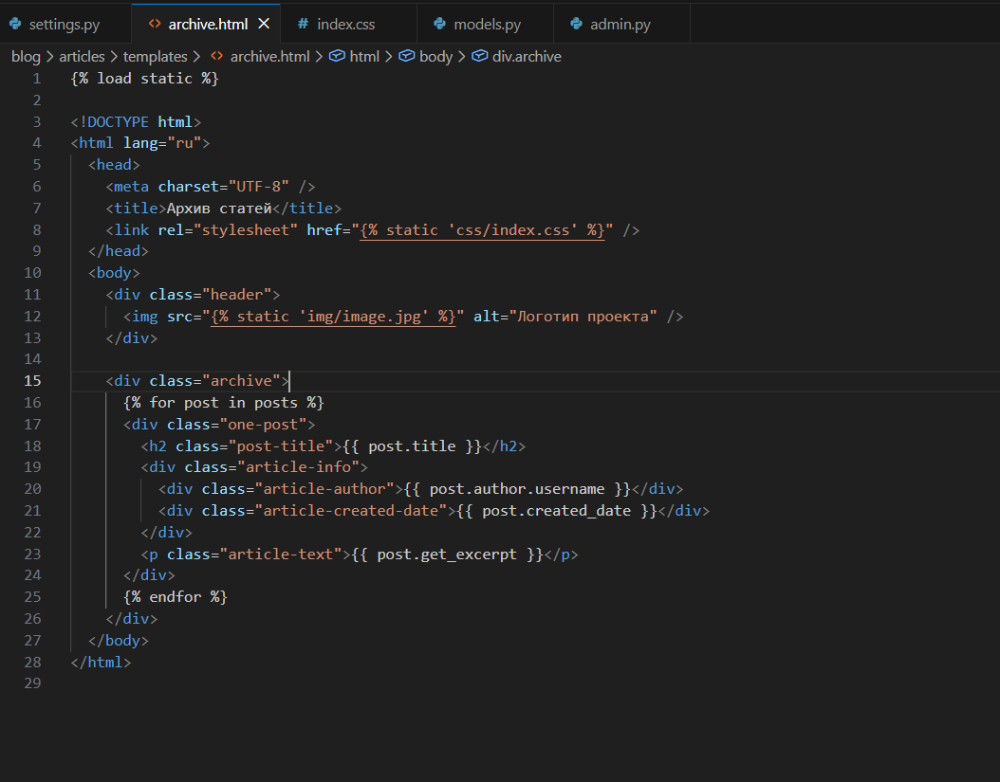 settings.py archive.html index.css models.py admin.py
blog > articles > templates > archive.html > html > body > div.archive
1 {% load static %}
2
3 <!DOCTYPE html>
4 <html lang="ru">
5 <head>
6 <meta charset="UTF-8" />
7 <title>Архив статей</title>
8 <link rel="stylesheet" href="{% static 'css/index.css' %}" />
9 </head>
10 <body>
11 <div class="header">
12 <img src="{% static 'img/image.jpg' %}" alt="Логотип проекта" />
13 </div>
14
15 <div class="archive">
16 {% for post in posts %}
17 <div class="one-post">
18 <h2 class="post-title">{{ post.title }}</h2>
19 <div class="article-info">
20 <div class="article-author">{{ post.author.username }}</div>
21 <div class="article-created-date">{{ post.created_date }}</div>
22 </div>
23 <p class="article-text">{{ post.get_excerpt }}</p>
24 </div>
25 {% endfor %}
26 </div>
27 </body>
28 </html>
29